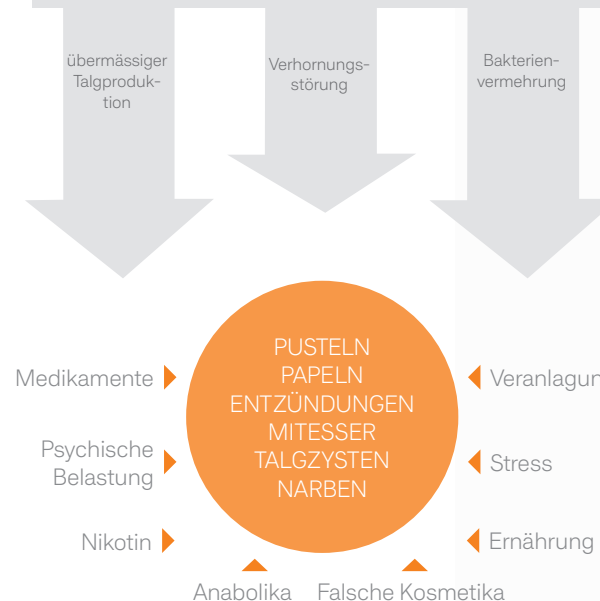 übermässiger
Talgproduk-
tion
Verhornungs-
störung
Bakterien-
vermehrung
PUSTELN
PAPELN
ENTZÜNDUNGEN
MITESSER
TALGZYSTEN
NARBEN
Medikamente
Psychische
Belastung
Nikotin
Veranlagun
Stress
Ernährung
Anabolika
Falsche Kosmetika